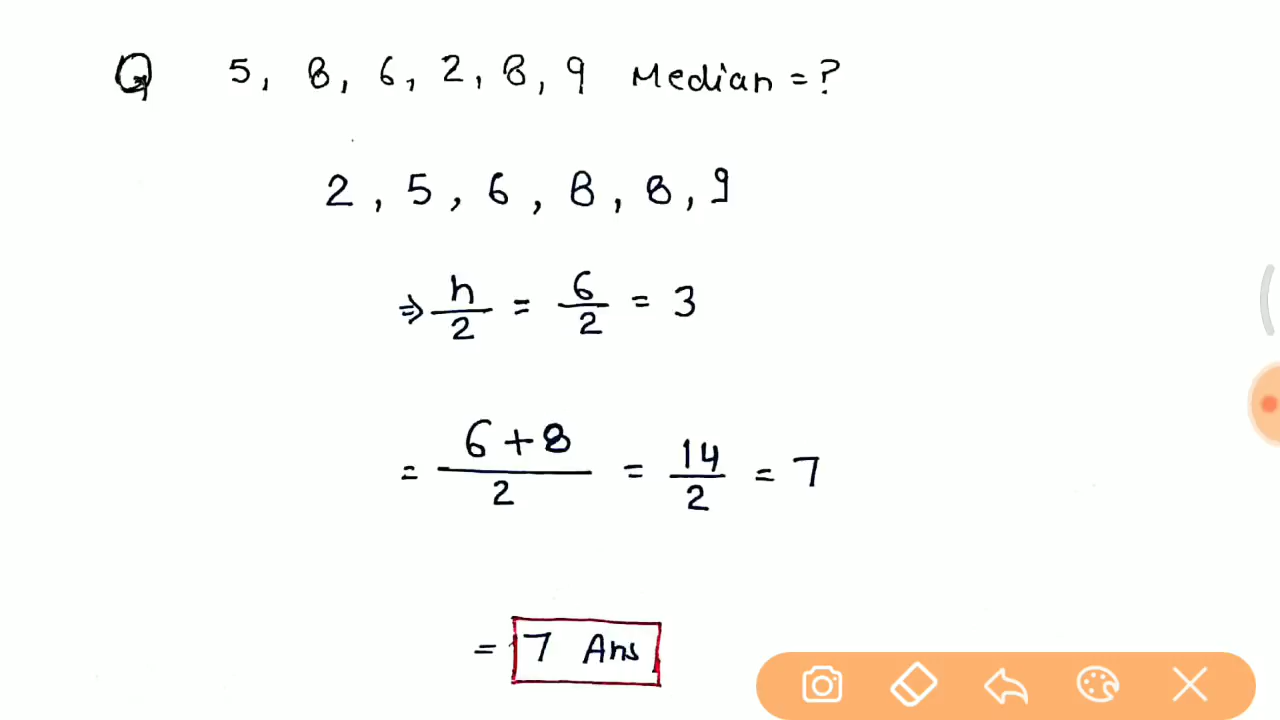 Q 5, 8, 6, 2, 8, 9 Median = ?
2, 5, 6, 8, 8, 9
⇒ n/2 = 6/2 = 3
= (6+8)/2 = 14/2 = 7
= 7 Ans